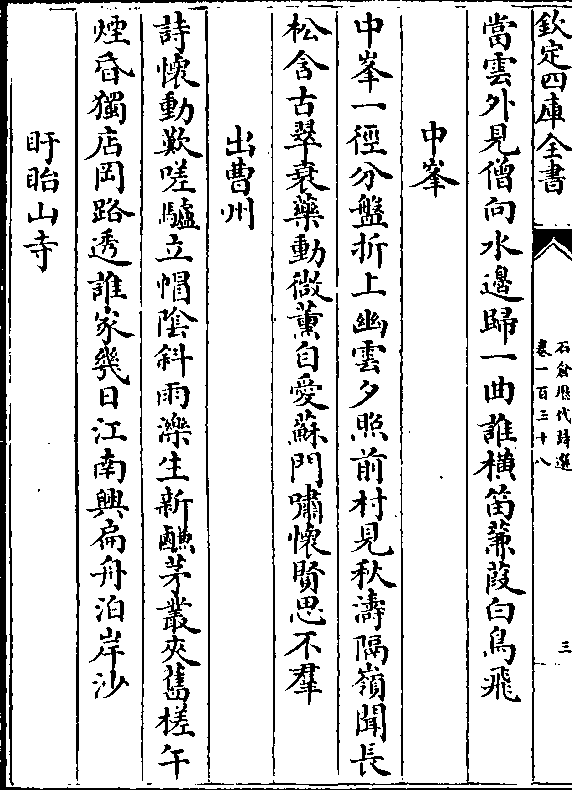 欽定四庫全書
石倉歷代詩選
卷一百三十八
三
當雲外見僧向水邊歸一曲誰橫笛蒹葭白鳥飛
中峯
中峯一徑分盤折上幽雲夕照前村見秋濤隔嶺聞長
松含古翠衰藥動微薰自愛蘇門嘯懷賢思不羣
出曹州
詩懷動歎嗟驢立帽陰斜雨濼生新鹻茅叢夾舊槎午
煙昏獨店岡路透誰家幾日江南興扁舟泊岸沙
盱眙山寺